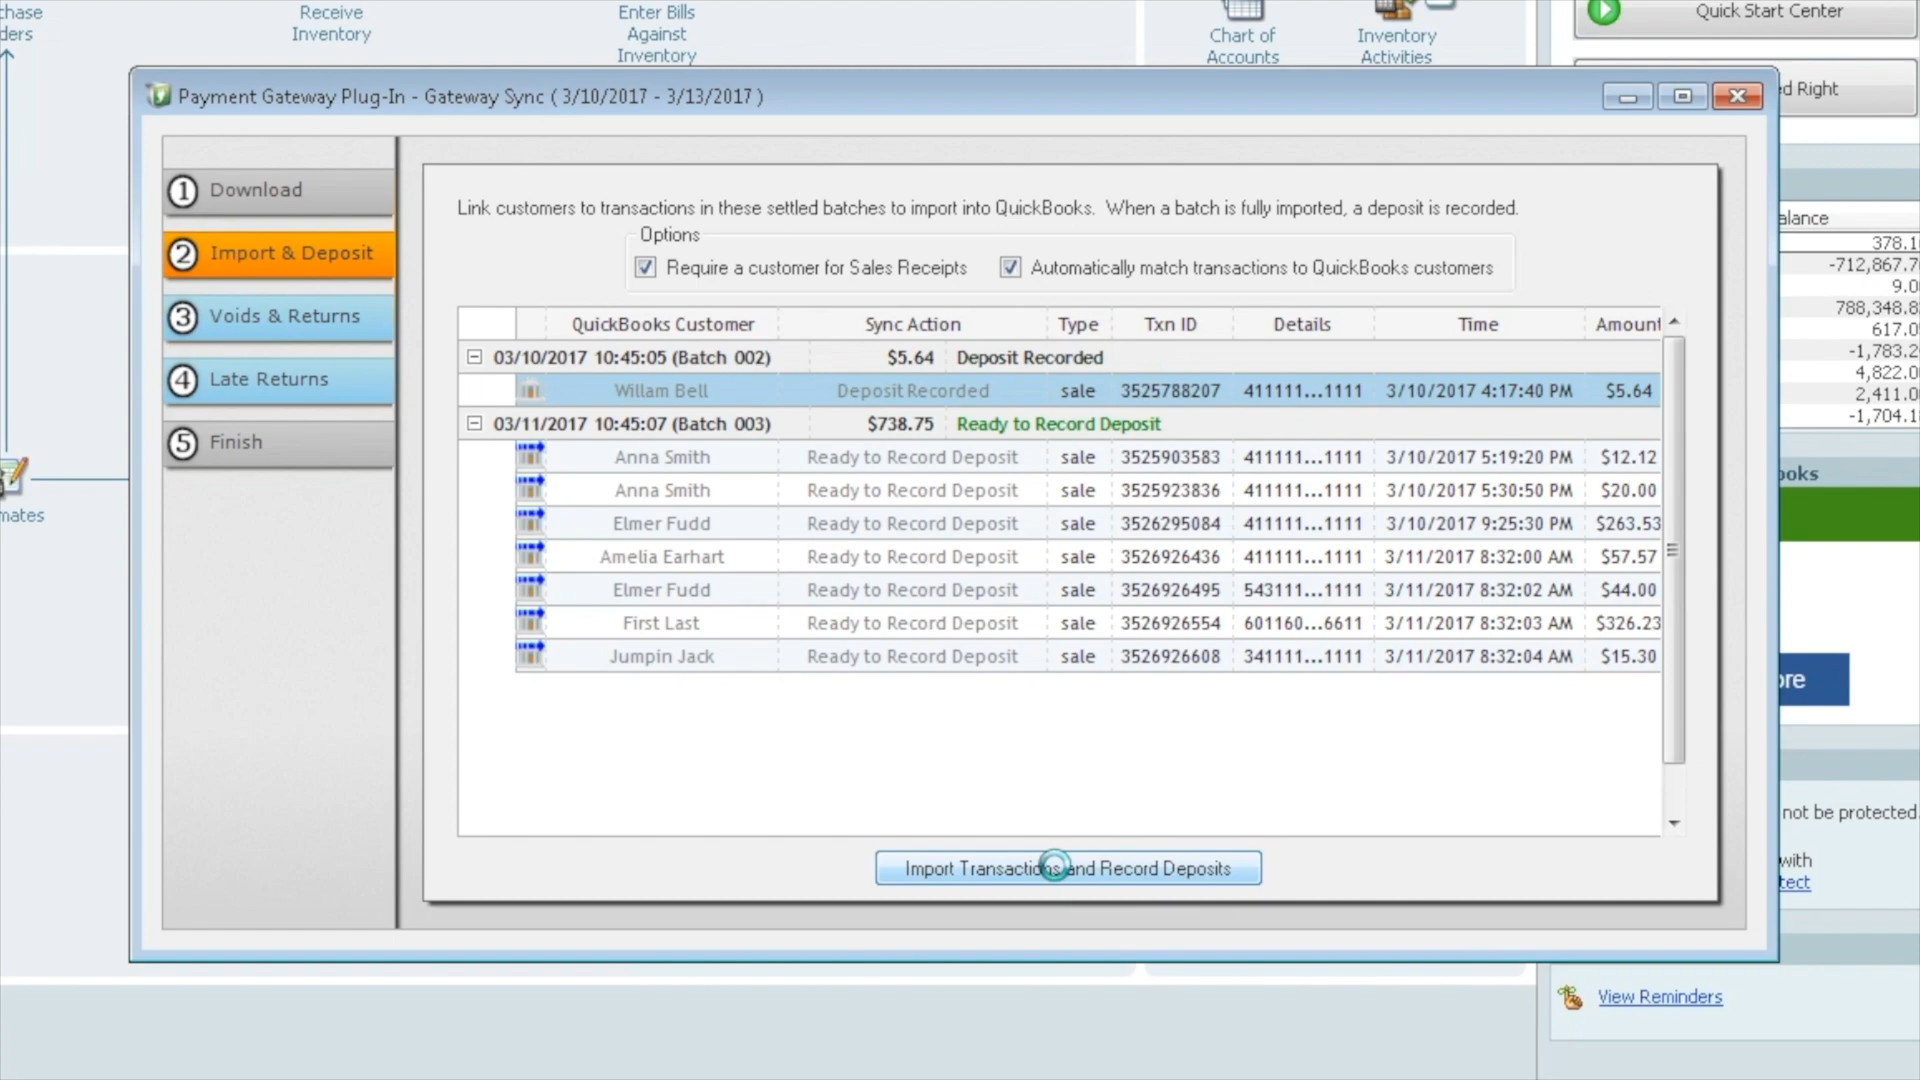 chase
ders
Receive
Inventory
Enter Bills
Against
Inventory
Chart of
Accounts
Inventory
Activities
Quick Start Center
d Right
Payment Gateway Plug-In - Gateway Sync ( 3/10/2017 - 3/13/2017 )
1 Download
2 Import & Deposit
3 Voids & Returns
4 Late Returns
5 Finish
Link customers to transactions in these settled batches to import into QuickBooks. When a batch is fully imported, a deposit is recorded.
Options
Require a customer for Sales Receipts Automatically match transactions to QuickBooks customers
QuickBooks Customer Sync Action Type Txn ID Details Time Amount
03/10/2017 10:45:05 (Batch 002) $5.64 Deposit Recorded
Willam Bell Deposit Recorded sale 3525788207 411111...1111 3/10/2017 4:17:40 PM $5.64
03/11/2017 10:45:07 (Batch 003) $738.75 Ready to Record Deposit
Anna Smith Ready to Record Deposit sale 3525903583 411111...1111 3/10/2017 5:19:20 PM $12.12
Anna Smith Ready to Record Deposit sale 3525923836 411111...1111 3/10/2017 5:30:50 PM $20.00
Elmer Fudd Ready to Record Deposit sale 3526295084 411111...1111 3/10/2017 9:25:30 PM $263.53
Amelia Earhart Ready to Record Deposit sale 3526926436 411111...1111 3/11/2017 8:32:00 AM $57.57
Elmer Fudd Ready to Record Deposit sale 3526926495 543111...1111 3/11/2017 8:32:02 AM $44.00
First Last Ready to Record Deposit sale 3526926554 601160...6611 3/11/2017 8:32:03 AM $326.23
Jumpin Jack Ready to Record Deposit sale 3526926608 341111...1111 3/11/2017 8:32:04 AM $15.30
Import Transactions and Record Deposits
alance
378.1
-712,867.7
9.0
788,348.8
617.0
-1,783.2
4,822.0
2,411.0
-1,704.1
ooks
ore
not be protected.
with
tect
View Reminders
mates